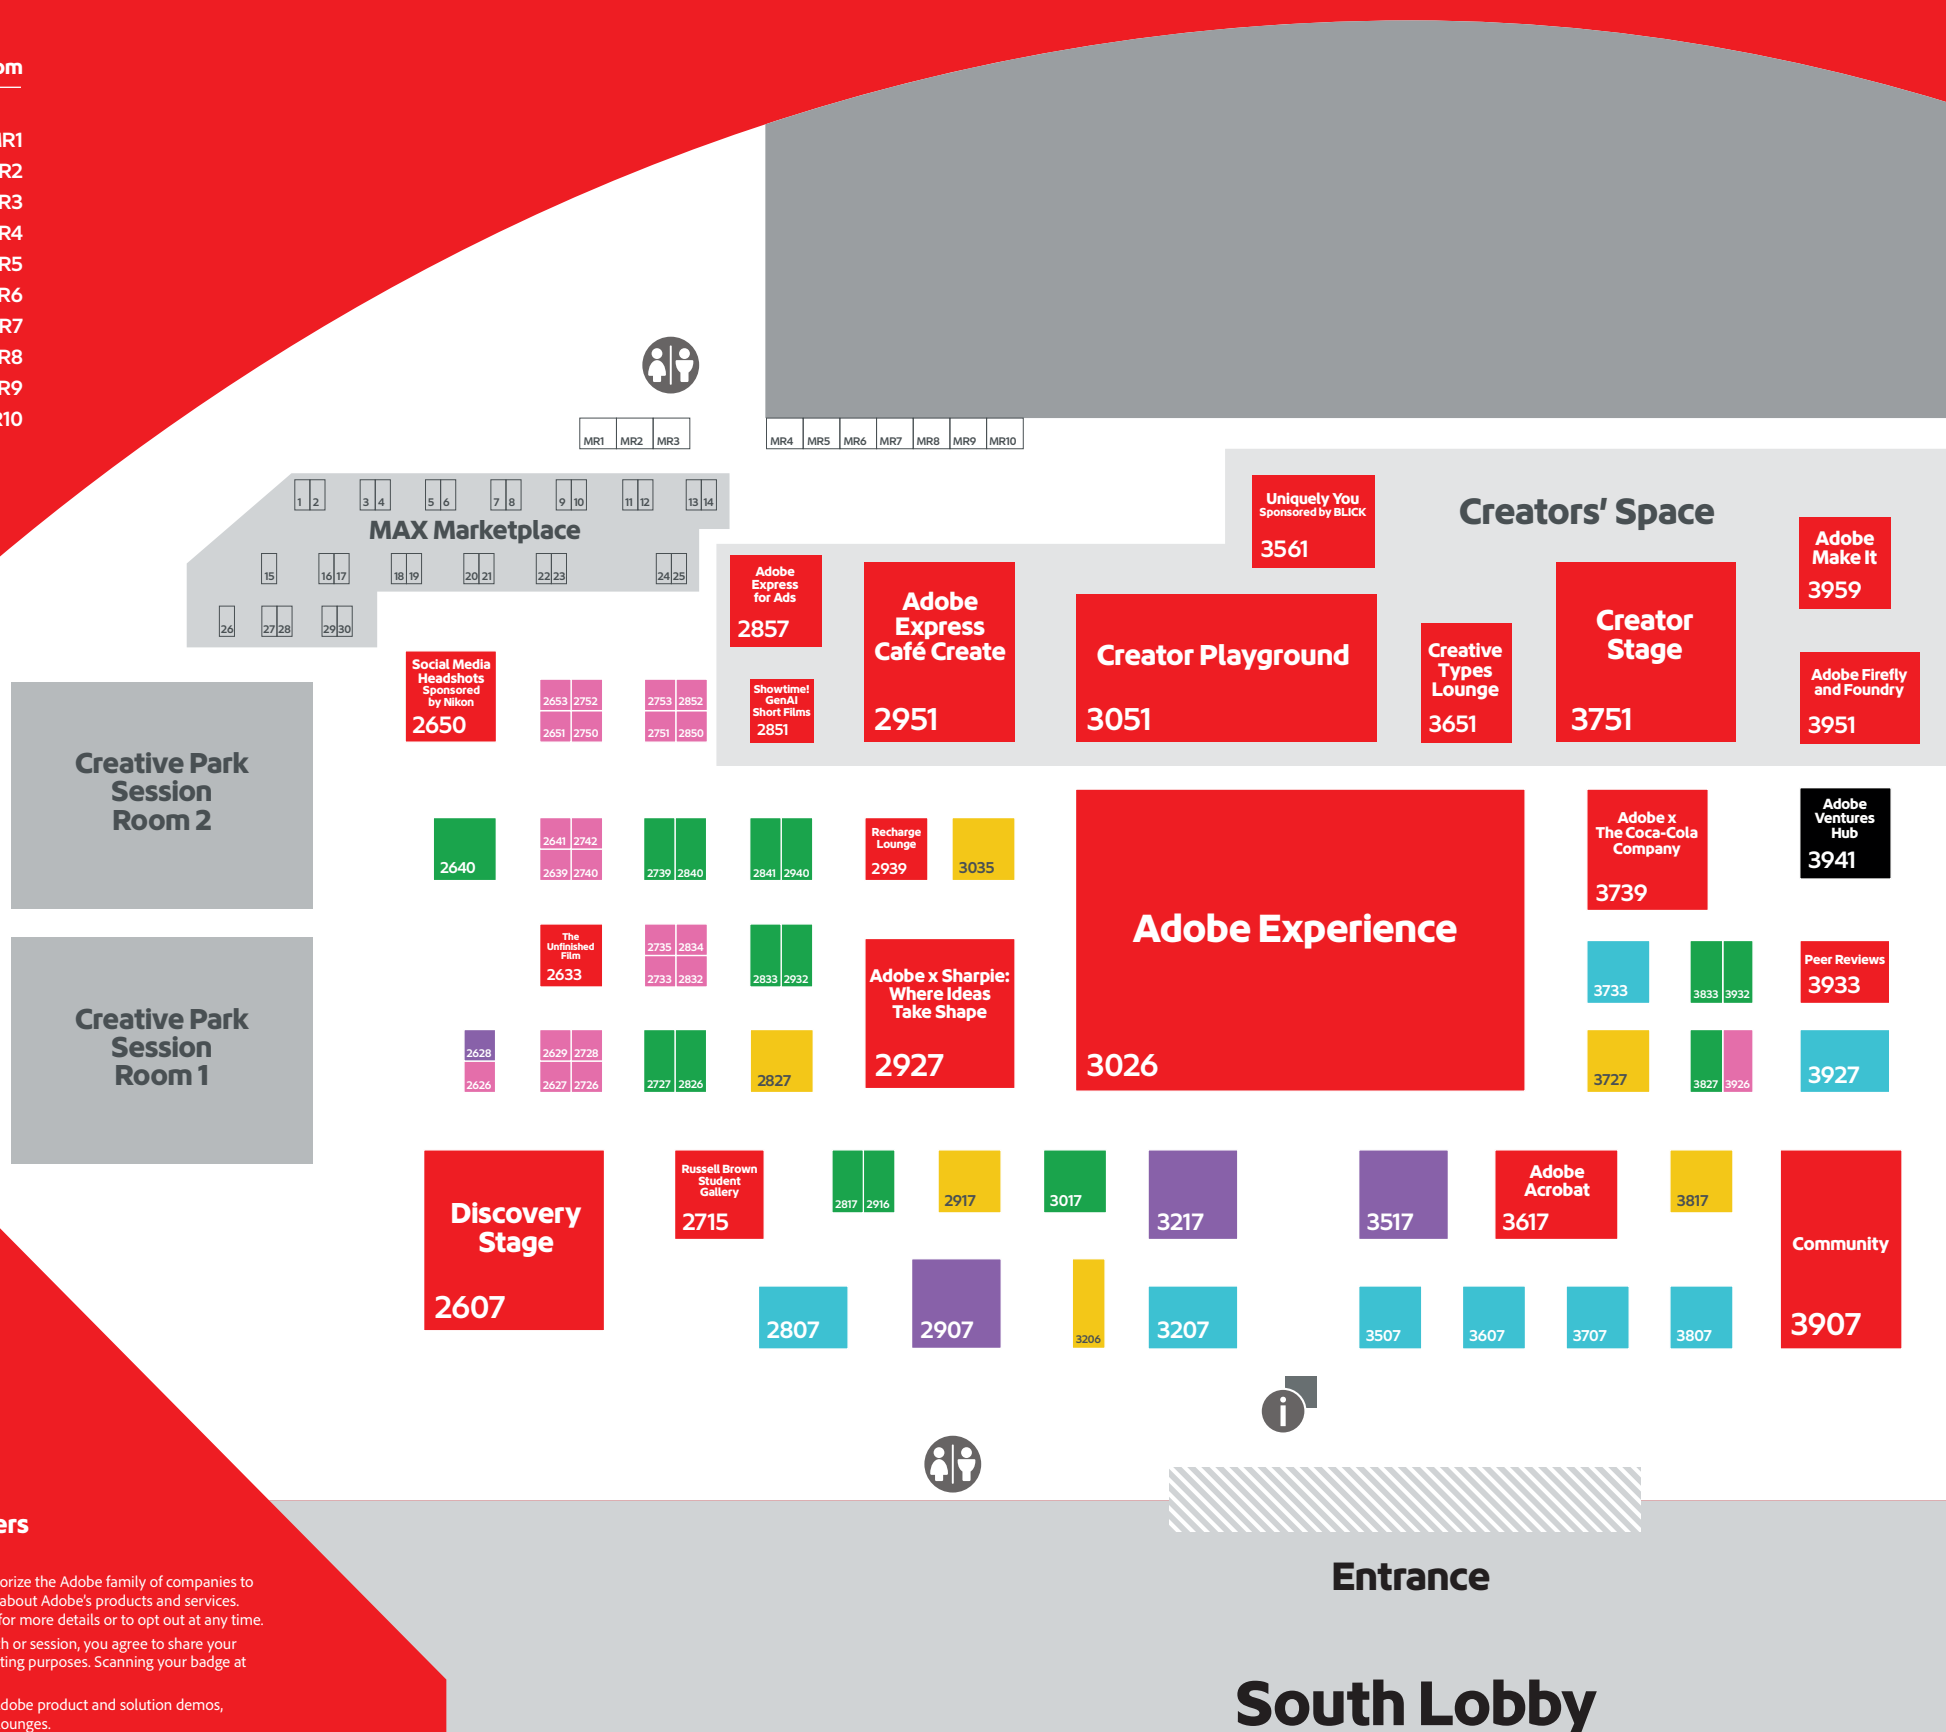 om
R1
R2
R3
R4
R5
R6
R7
R8
R9
10
MR1 MR2 MR3
MR4 MR5 MR6 MR7 MR8 MR9 MR10
1 2 3 4 5 6 7 8 9 10 11 12 13 14
MAX Marketplace
15 16 17 18 19 20 21 22 23 24 25
26 27 28 29 30
Creators' Space
Uniquely You
Sponsored by BLICK
3561
Adobe
Make It
3959
Adobe
Express
for Ads
2857
Adobe
Express
Café Create
2951
Creator Playground
3051
Creative
Types
Lounge
3651
Creator
Stage
3751
Adobe Firefly
and Foundry
3951
Showtime!
GenAI
Short Films
2851
Social Media
Headshots
Sponsored
by Nikon
2650
2653 2752
2651 2750
2753 2852
2751 2850
Creative Park
Session
Room 2
2640
2641 2742
2639 2740
2739 2840
2841 2940
Recharge
Lounge
2939
3035
Adobe Experience
3026
Adobe x
The Coca-Cola
Company
3739
Adobe
Ventures
Hub
3941
Creative Park
Session
Room 1
The
Unfinished
Film
2633
2735 2834
2733 2832
2833 2932
Adobe x Sharpie:
Where Ideas
Take Shape
2927
3733
3833 3932
Peer Reviews
3933
2628
2626
2629 2728
2627 2726
2727 2826
2827
3727
3827 3926
3927
Discovery
Stage
2607
Russell Brown
Student
Gallery
2715
2817 2916
2917
3017
3217
3517
Adobe
Acrobat
3617
3817
Community
3907
2807
2907
3206
3207
3507
3607
3707
3807
i
Entrance
South Lobby
ers
orize the Adobe family of companies to
about Adobe's products and services.
for more details or to opt out at any time.
h or session, you agree to share your
ting purposes. Scanning your badge at
dobe product and solution demos,
ounges.